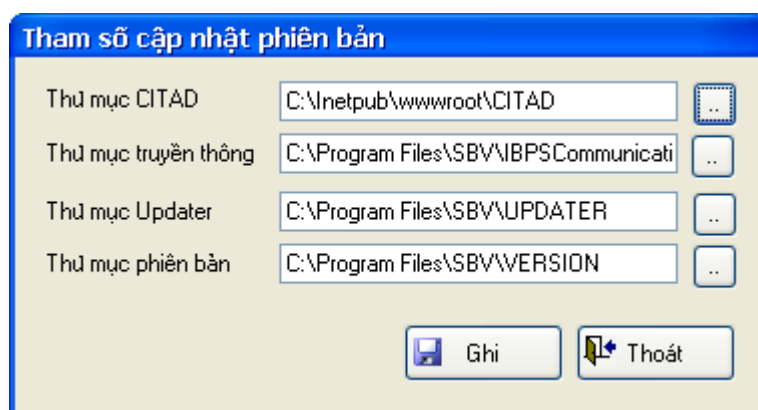 Tham số cập nhật phiên bản
Thư mục CITAD C:\Inetpub\wwwroot\CITAD ..
Thư mục truyền thông C:\Program Files\SBV\IBPSCommunicati ..
Thư mục Updater C:\Program Files\SBV\UPDATER ..
Thư mục phiên bản C:\Program Files\SBV\VERSION ..
Ghi Thoát